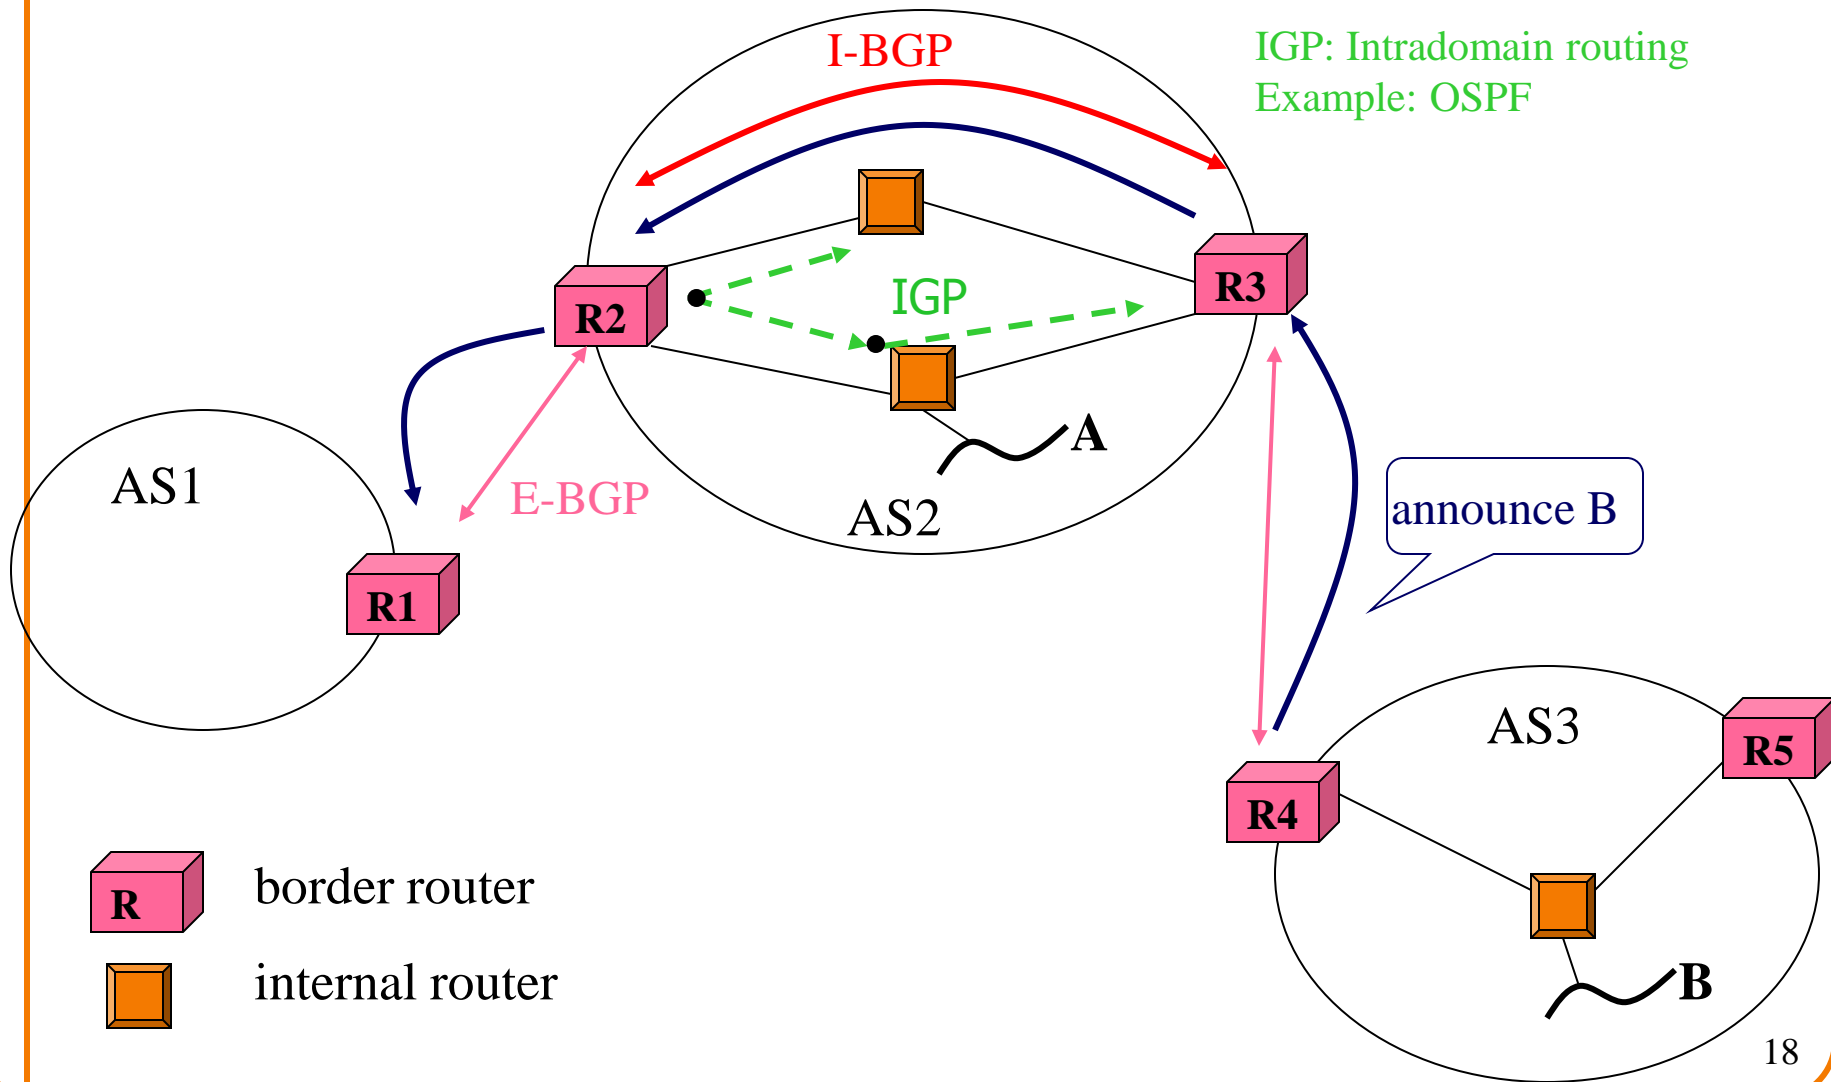 I-BGP
IGP: Intradomain routing
Example: OSPF
R2
IGP
R3
AS1
E-BGP
A
AS2
announce B
R1
AS3
R5
R4
R
border router
internal router
B
18